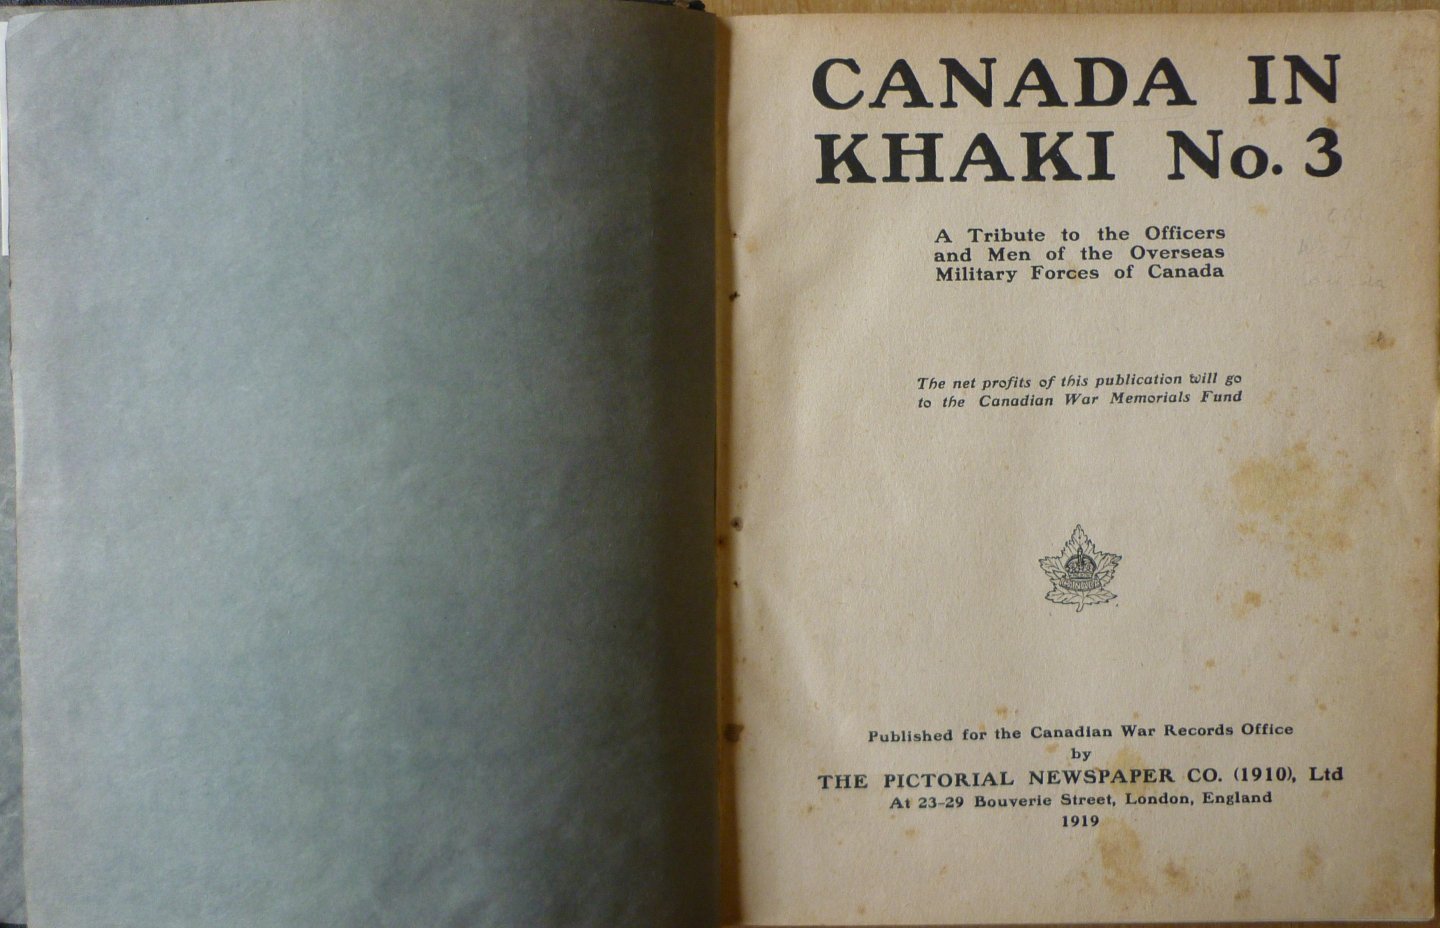 CANADA IN
KHAKI No. 3
A Tribute to the Officers
and Men of the Overseas
Military Forces of Canada
The net profits of this publication will go
to the Canadian War Memorials Fund
CANADA
Published for the Canadian War Records Office
by
THE PICTORIAL NEWSPAPER CO. (1910), Ltd
At 23-29 Bouverie Street, London, England
1919